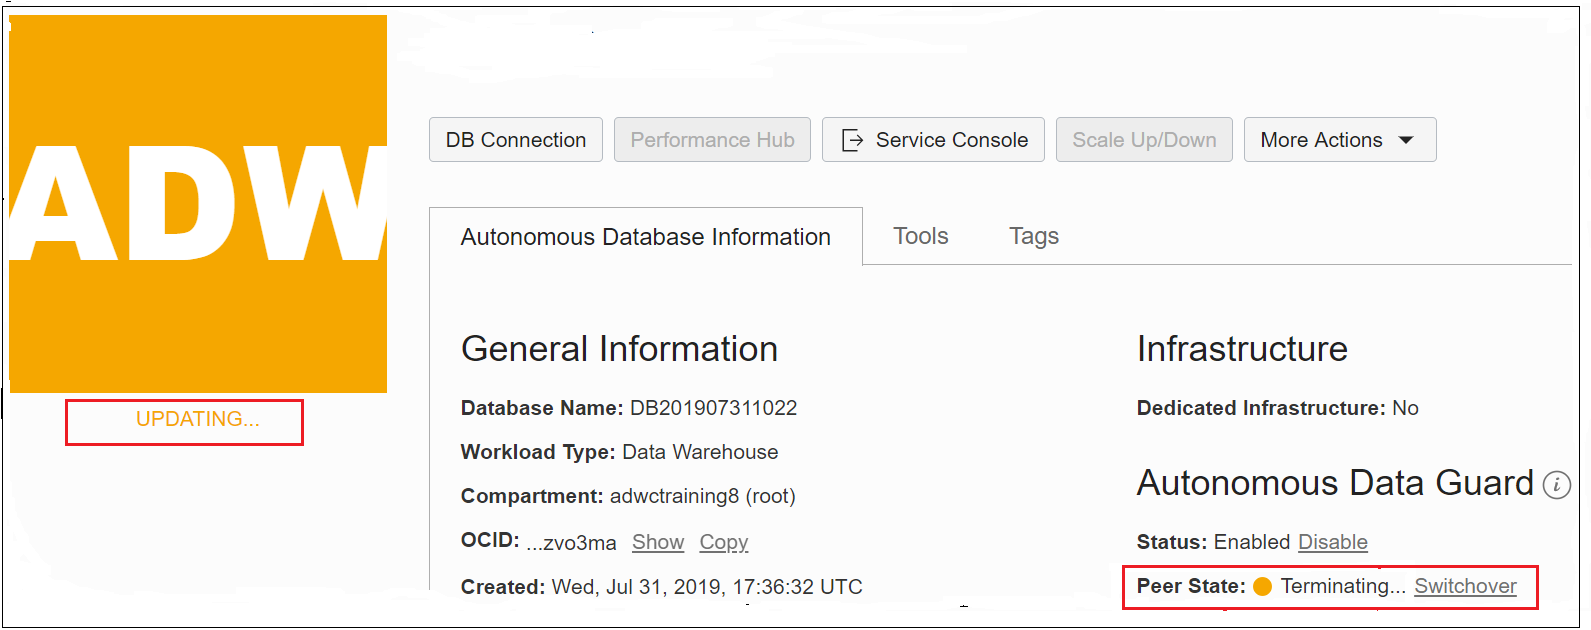 ADW
UPDATING...
DB Connection
Performance Hub
Service Console
Scale Up/Down
More Actions
Autonomous Database Information
Tools
Tags
General Information
Database Name: DB201907311022
Workload Type: Data Warehouse
Compartment: adwctraining8 (root)
OCID: ...zvo3ma Show Copy
Created: Wed, Jul 31, 2019, 17:36:32 UTC
Infrastructure
Dedicated Infrastructure: No
Autonomous Data Guard i
Status: Enabled Disable
Peer State: Terminating... Switchover